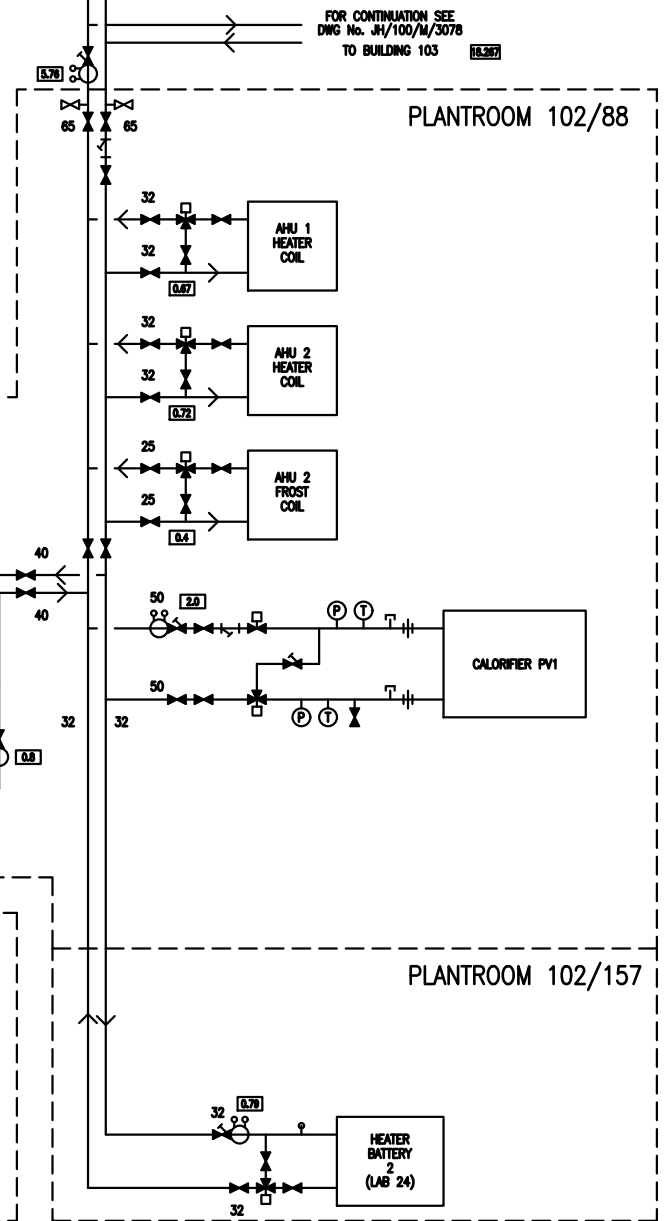 FOR CONTINUATION SEE
DWG No. JH/100/M/3078
TO BUILDING 103
18.267
5.76
PLANTROOM 102/88
65
65
32
AHU 1
HEATER
COIL
32
0.67
32
AHU 2
HEATER
COIL
32
0.72
25
AHU 2
FROST
COIL
25
0.4
40
40
50
2.0
P
T
CALORIFIER PV1
50
P
T
32
32
0.8
PLANTROOM 102/157
32
0.79
HEATER
BATTERY
2
(LAB 24)
32